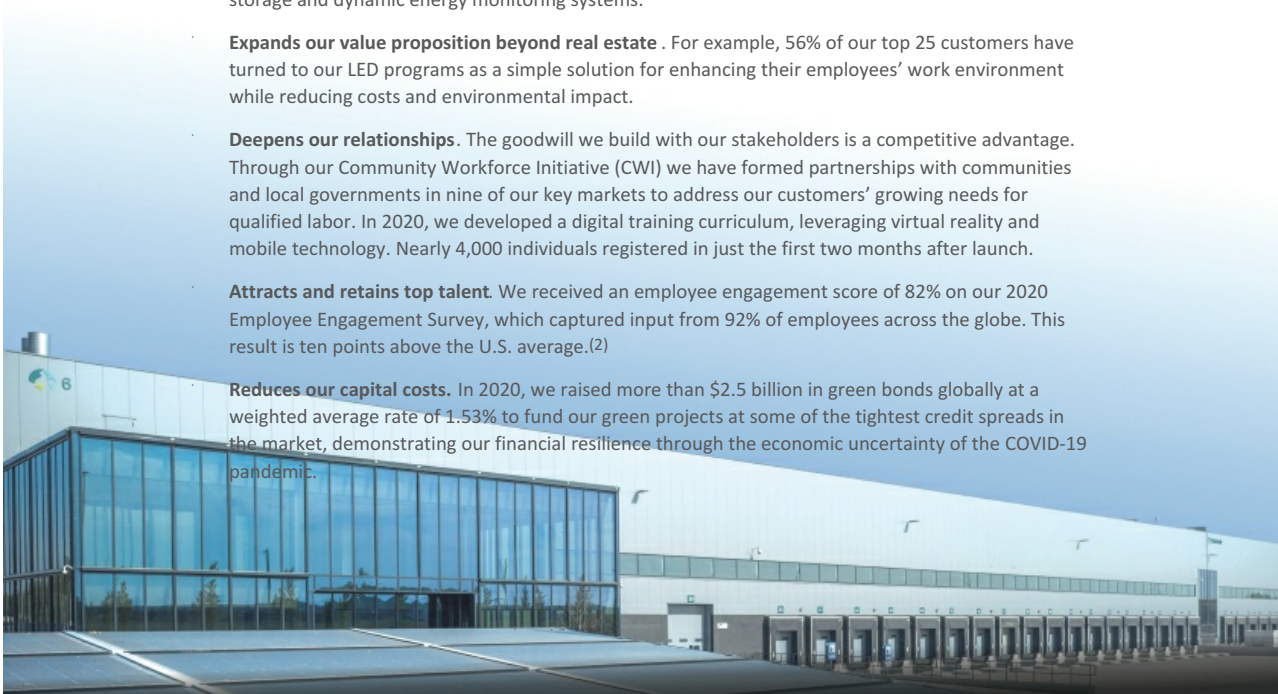 storage and dynamic energy monitoring systems.
Expands our value proposition beyond real estate . For example, 56% of our top 25 customers have
turned to our LED programs as a simple solution for enhancing their employees’ work environment
while reducing costs and environmental impact.
Deepens our relationships. The goodwill we build with our stakeholders is a competitive advantage.
Through our Community Workforce Initiative (CWI) we have formed partnerships with communities
and local governments in nine of our key markets to address our customers’ growing needs for
qualified labor. In 2020, we developed a digital training curriculum, leveraging virtual reality and
mobile technology. Nearly 4,000 individuals registered in just the first two months after launch.
Attracts and retains top talent. We received an employee engagement score of 82% on our 2020
Employee Engagement Survey, which captured input from 92% of employees across the globe. This
result is ten points above the U.S. average.(2)
6
Reduces our capital costs. In 2020, we raised more than $2.5 billion in green bonds globally at a
weighted average rate of 1.53% to fund our green projects at some of the tightest credit spreads in
the market, demonstrating our financial resilience through the economic uncertainty of the COVID-19
pandemic.